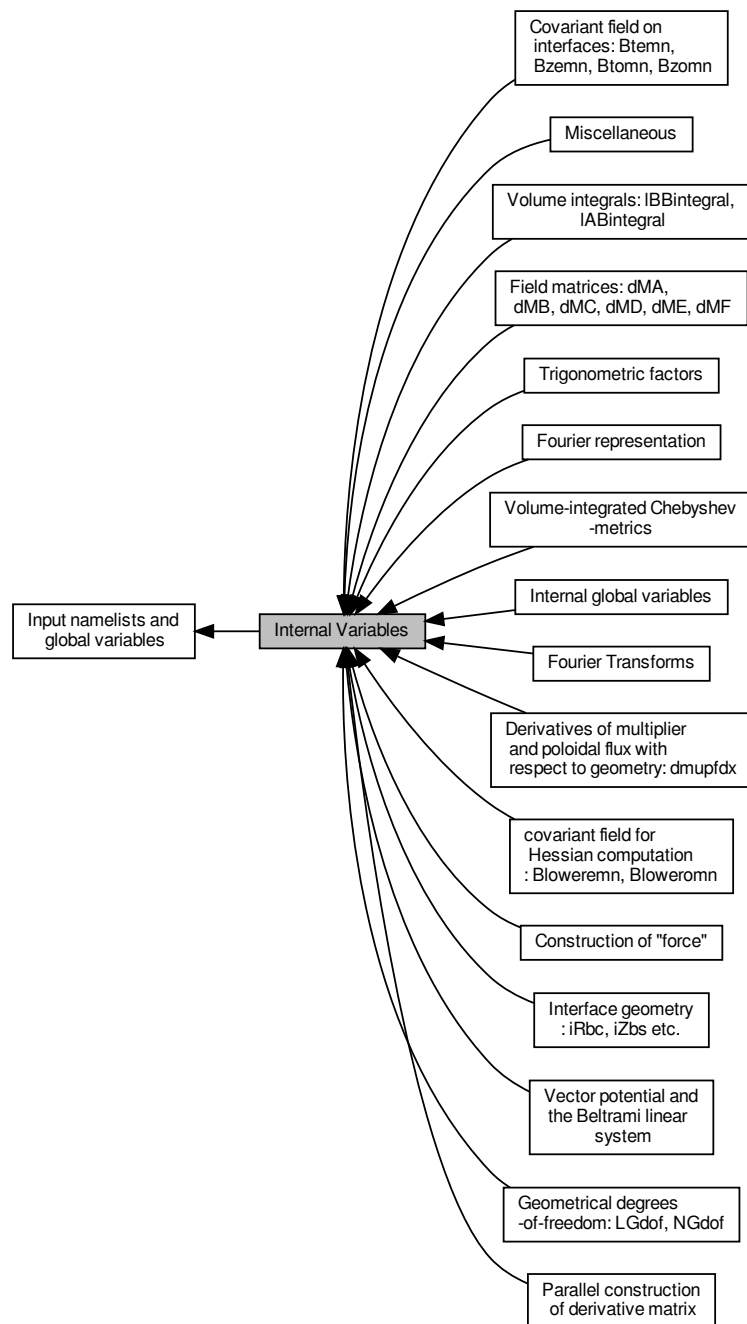 Covariant field on
interfaces: Btemn,
Bzemn, Btomn, Bzomn
Miscellaneous
Volume integrals: lBBintegral,
lABintegral
Field matrices: dMA,
dMB, dMC, dMD, dME, dMF
Trigonometric factors
Fourier representation
Volume-integrated Chebyshev
-metrics
Internal global variables
Input namelists and
global variables
Internal Variables
Fourier Transforms
Derivatives of multiplier
and poloidal flux with
respect to geometry: dmupfdx
covariant field for
Hessian computation
: Bloweremn, Bloweromn
Construction of "force"
Interface geometry
: iRbc, iZbs etc.
Vector potential and
the Beltrami linear
system
Geometrical degrees
-of-freedom: LGdof, NGdof
Parallel construction
of derivative matrix